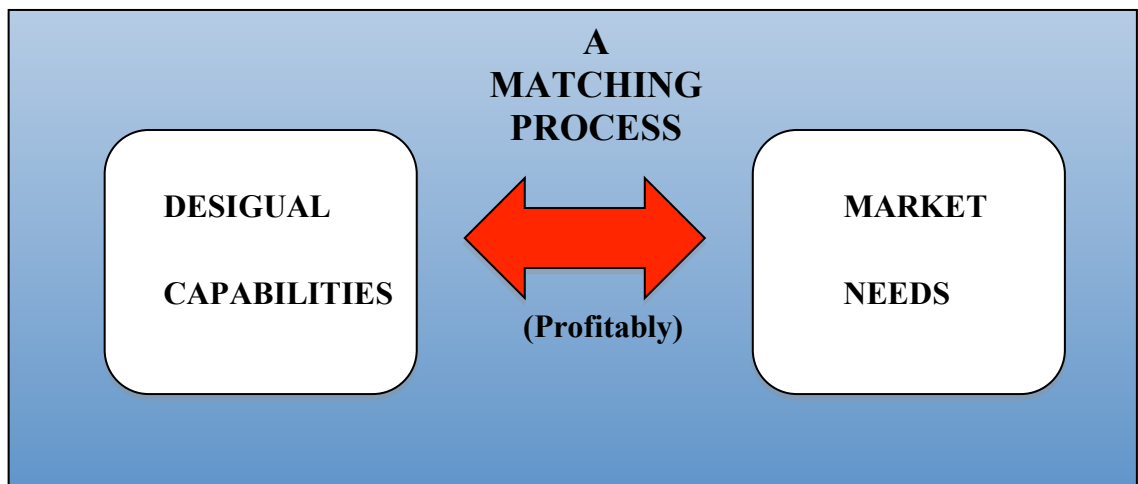 A
MATCHING
PROCESS
DESIGUAL
CAPABILITIES
(Profitably)
MARKET
NEEDS